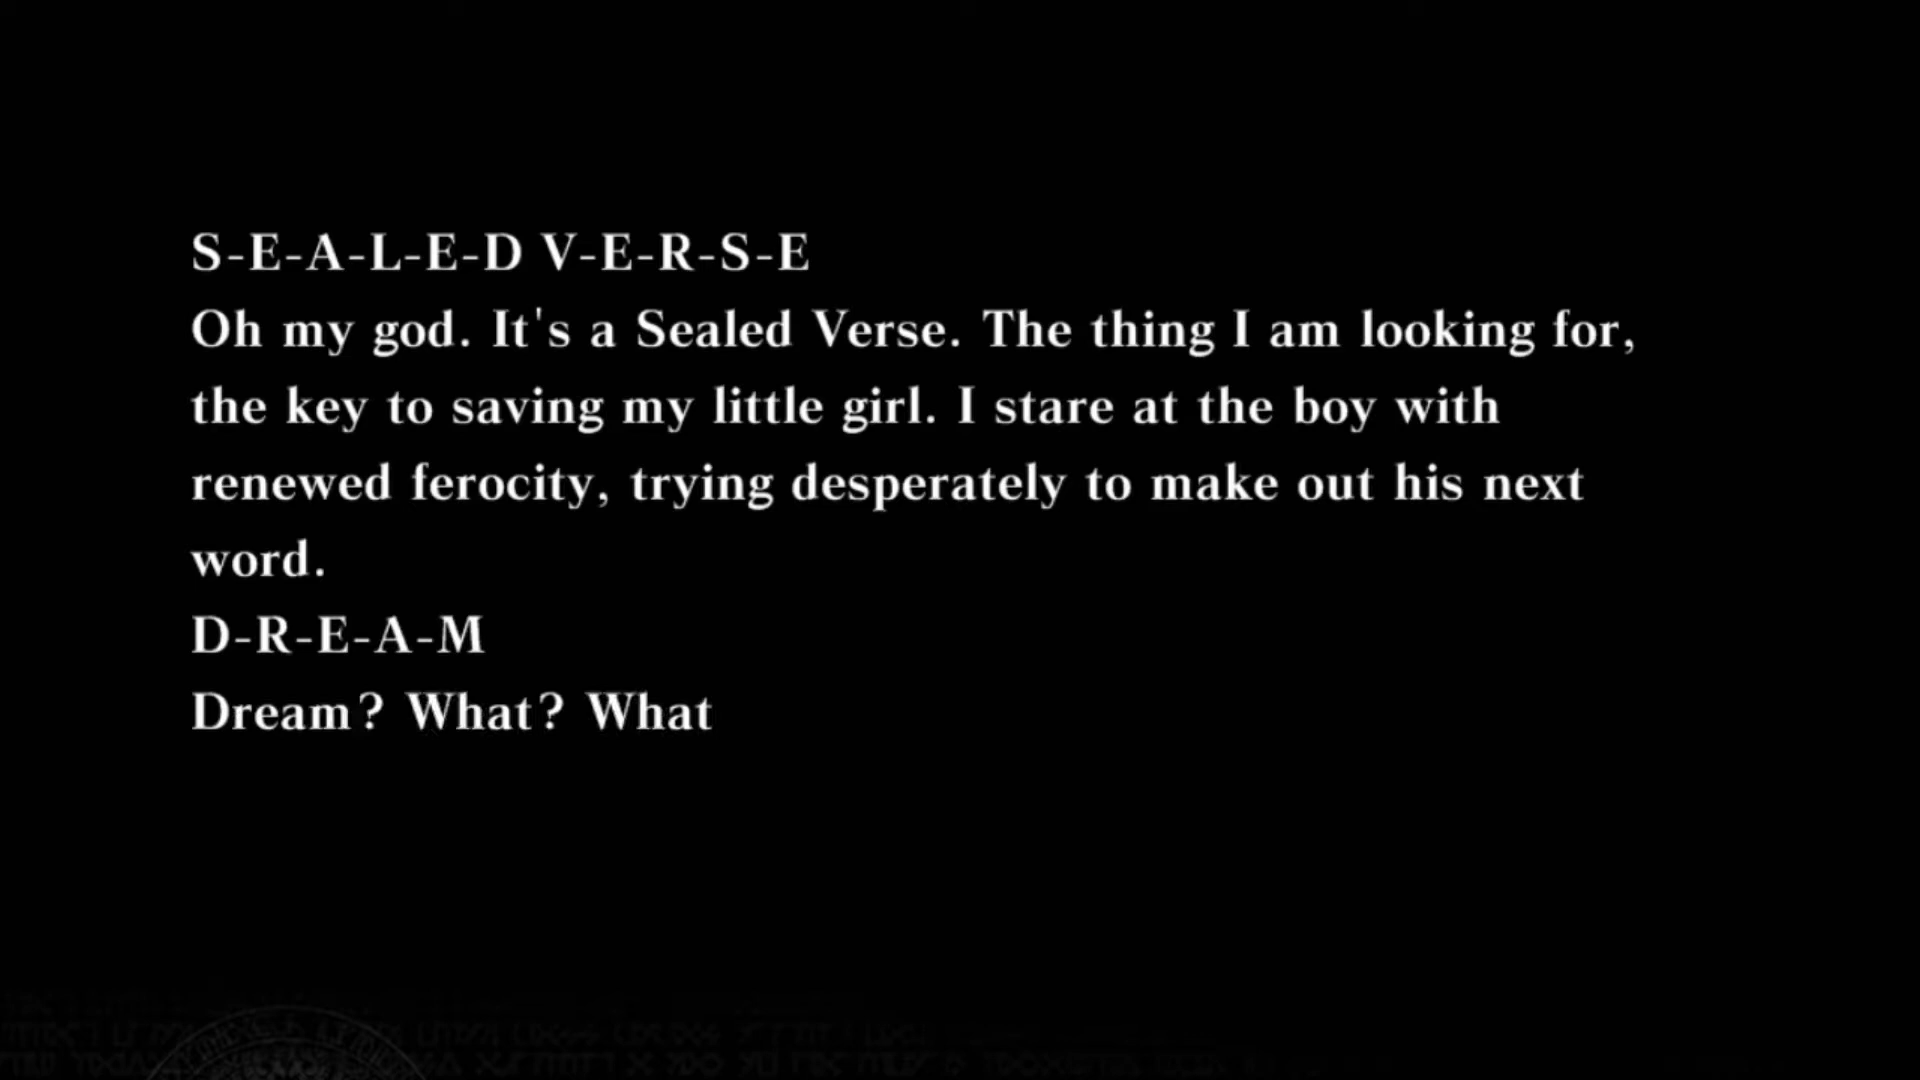 S-E-A-L-E-D V-E-R-S-E
Oh my god. It's a Sealed Verse. The thing I am looking for,
the key to saving my little girl. I stare at the boy with
renewed ferocity, trying desperately to make out his next
word.
D-R-E-A-M
Dream? What? What